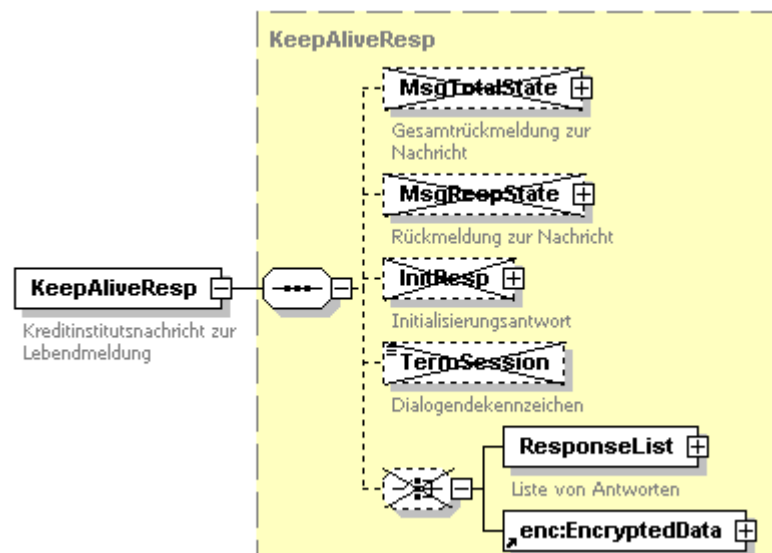 KeepAliveResp
MsgTotalState
Gesamtrückmeldung zur
Nachricht
MsgRespState
Rückmeldung zur Nachricht
InitResp
Initialisierungsantwort
KeepAliveResp
Kreditinstitutsnachricht zur
Lebendmeldung
TermSession
Dialogendekennzeichen
ResponseList
Liste von Antworten
enc:EncryptedData